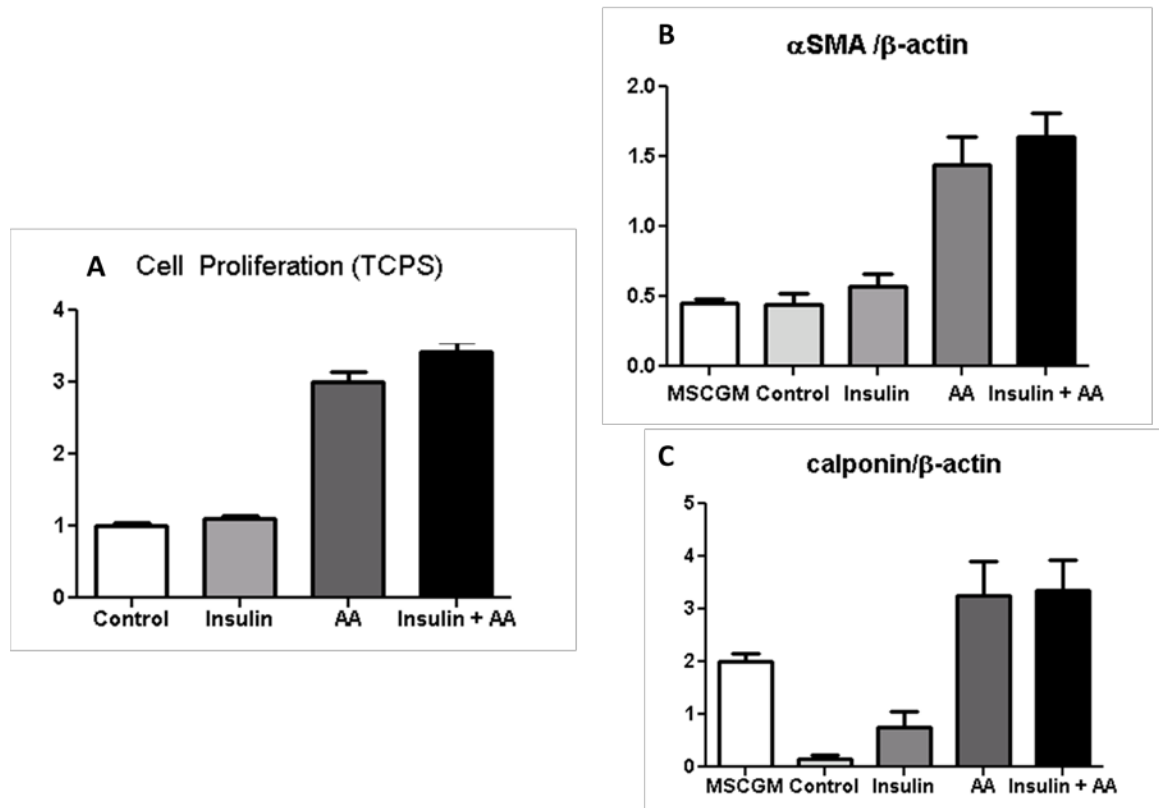 A Cell Proliferation (TCPS)
4
3
2
1
0
Control Insulin AA Insulin + AA
B
αSMA /β-actin
2.0
1.5
1.0
0.5
0.0
MSCGM Control Insulin AA Insulin + AA
C
calponin/β-actin
5
4
3
2
1
0
MSCGM Control Insulin AA Insulin + AA